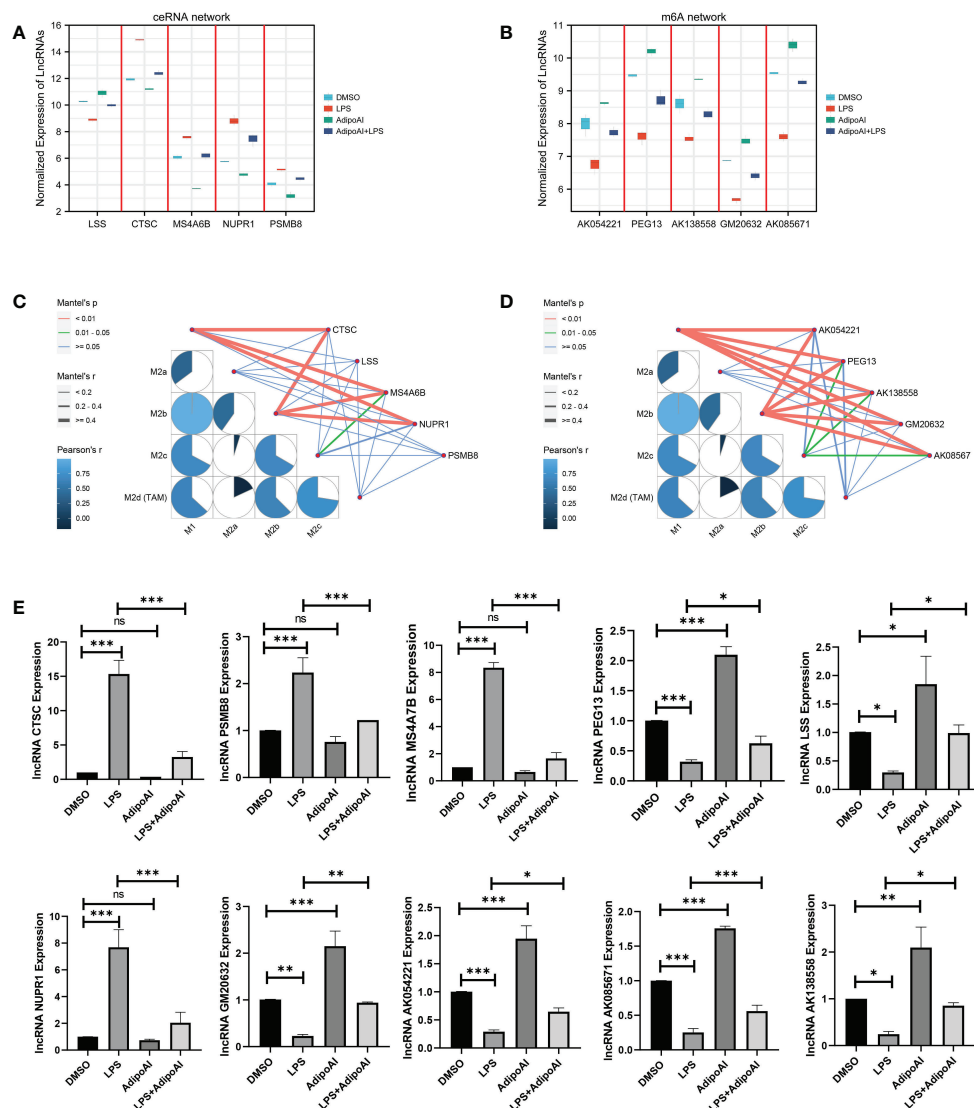 A
ceRNA network
Normalized Expression of LncRNAs
16
14
12
10
8
6
4
2
LSS CTSC MS4A6B NUPR1 PSMB8
DMSO
LPS
AdipoAI
AdipoAI+LPS
B
m6A network
Normalized Expression of LncRNAs
11
10
9
8
7
6
AK054221 PEG13 AK138558 GM20632 AK085671
DMSO
LPS
AdipoAI
AdipoAI+LPS
C
Mantel's p
< 0.01
0.01 - 0.05
>= 0.05
Mantel's r
< 0.2
0.2 - 0.4
>= 0.4
Pearson's r
0.75
0.50
0.25
0.00
M2a
M2b
M2c
M2d (TAM)
M1 M2a M2b M2c
CTSC
LSS
MS4A6B
NUPR1
PSMB8
D
Mantel's p
< 0.01
0.01 - 0.05
>= 0.05
Mantel's r
< 0.2
0.2 - 0.4
>= 0.4
Pearson's r
0.75
0.50
0.25
0.00
M2a
M2b
M2c
M2d (TAM)
M1 M2a M2b M2c
AK054221
PEG13
AK138558
GM20632
AK08567
E
lncRNA CTSC Expression
20
15
10
5
0
***
ns
***
DMSO LPS AdipoAI LPS+AdipoAI
lncRNA PSMB8 Expression
4
3
2
1
0
***
ns
***
DMSO LPS AdipoAI LPS+AdipoAI
lncRNA MS4A7B Expression
10
8
6
4
2
0
***
ns
***
DMSO LPS AdipoAI LPS+AdipoAI
lncRNA PEG13 Expression
2.5
2.0
1.5
1.0
0.5
0.0
*
***
***
DMSO LPS AdipoAI LPS+AdipoAI
lncRNA LSS Expression
2.5
2.0
1.5
1.0
0.5
0.0
*
*
*
DMSO LPS AdipoAI LPS+AdipoAI
lncRNA NUPR1 Expression
10
8
6
4
2
0
***
ns
***
DMSO LPS AdipoAI LPS+AdipoAI
lncRNA GM20632 Expression
3
2
1
0
**
***
**
DMSO LPS AdipoAI LPS+AdipoAI
lncRNA AK054221 Expression
2.5
2.0
1.5
1.0
0.5
0.0
*
***
***
DMSO LPS AdipoAI LPS+AdipoAI
lncRNA AK085671 Expression
2.0
1.5
1.0
0.5
0.0
***
***
***
DMSO LPS AdipoAI LPS+AdipoAI
lncRNA AK138558 Expression
3
2
1
0
*
**
*
DMSO LPS AdipoAI LPS+AdipoAI